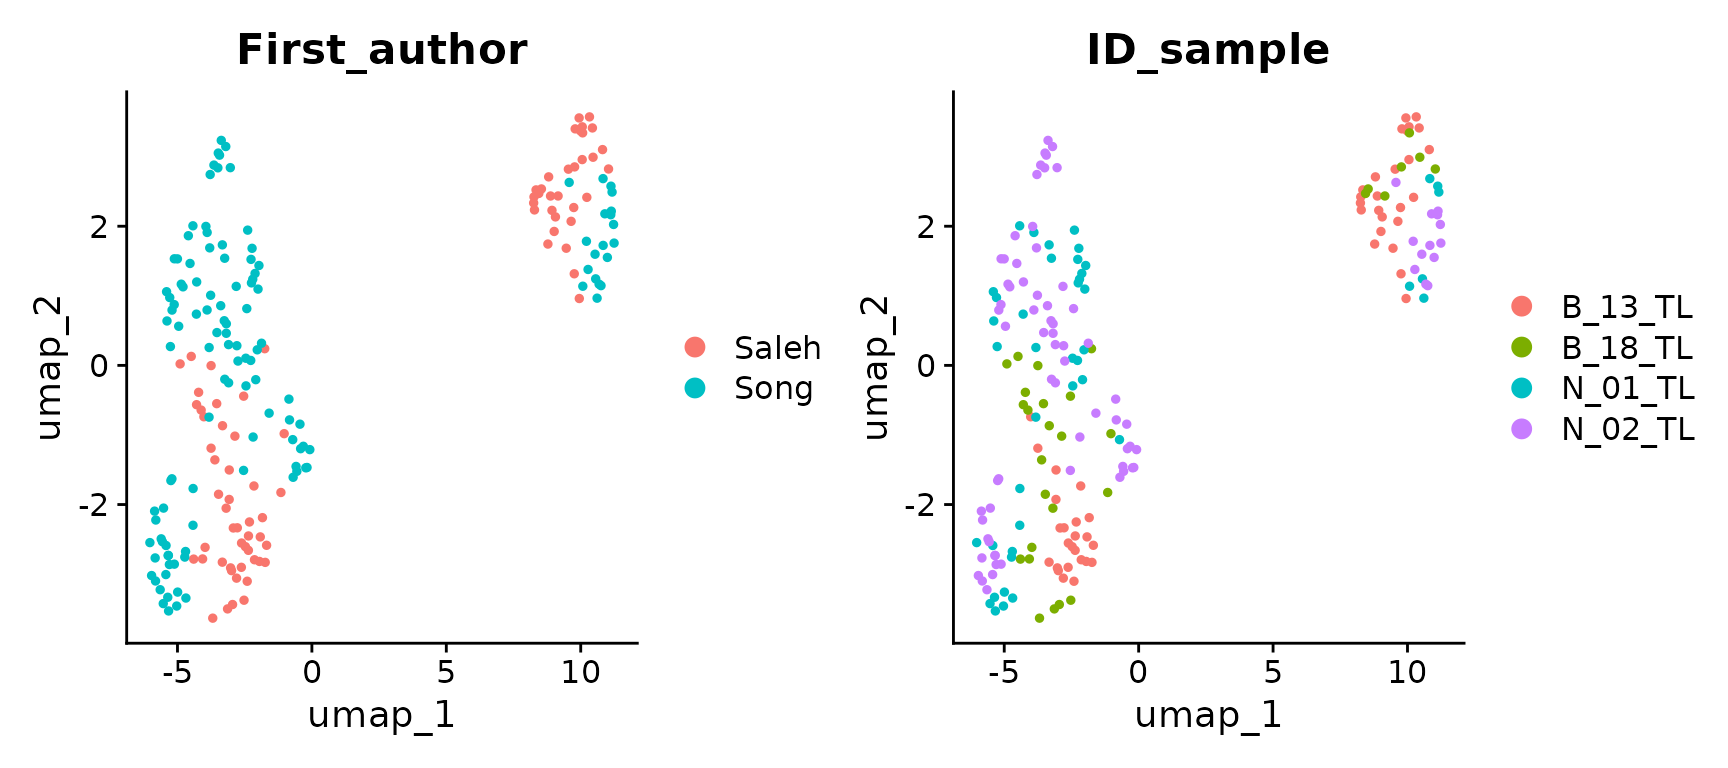 First_author
umap_2
2
0
-2
-5
0
5
10
umap_1
Saleh
Song
ID_sample
umap_2
2
0
-2
-5
0
5
10
umap_1
B_13_TL
B_18_TL
N_01_TL
N_02_TL